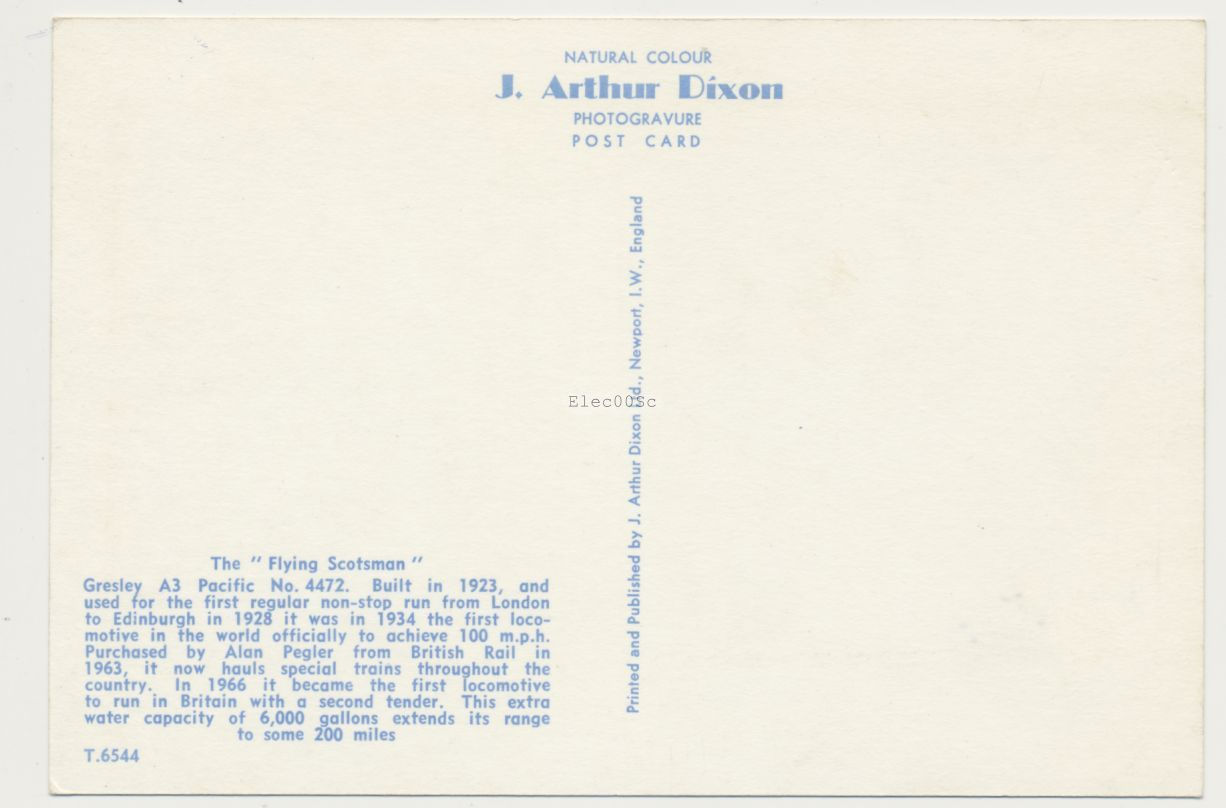 NATURAL COLOUR
J. Arthur Dixon
PHOTOGRAVURE
POST CARD
Printed and Published by J. Arthur Dixon Ltd., Newport, I.W., England
Elec00Sc
The " Flying Scotsman "
Gresley A3 Pacific No. 4472. Built in 1923, and
used for the first regular non-stop run from London
to Edinburgh in 1928 it was in 1934 the first loco-
motive in the world officially to achieve 100 m.p.h.
Purchased by Alan Pegler from British Rail in
1963, it now hauls special trains throughout the
country. In 1966 it became the first locomotive
to run in Britain with a second tender. This extra
water capacity of 6,000 gallons extends its range
to some 200 miles
T.6544